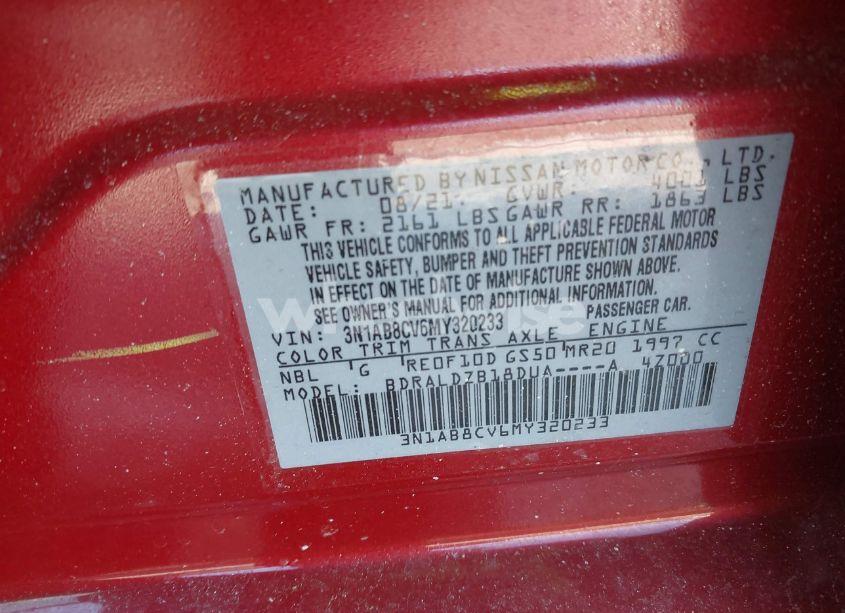 MANUFACTURED BY NISSAN MOTOR CO., LTD.
DATE: 08/21 GVWR: 4001 LBS
GAWR FR: 2161 LBS GAWR RR: 1863 LBS
THIS VEHICLE CONFORMS TO ALL APPLICABLE FEDERAL MOTOR
VEHICLE SAFETY, BUMPER AND THEFT PREVENTION STANDARDS
IN EFFECT ON THE DATE OF MANUFACTURE SHOWN ABOVE.
SEE OWNER'S MANUAL FOR ADDITIONAL INFORMATION.
VIN: 3N1AB8CV6MY320233 PASSENGER CAR.
COLOR TRIM TRANS AXLE ENGINE
NBL G RE0F10D GS50 MR20 1997 CC
MODEL: BDRALDZB18DUA----A 4Z000
3N1AB8CV6MY320233